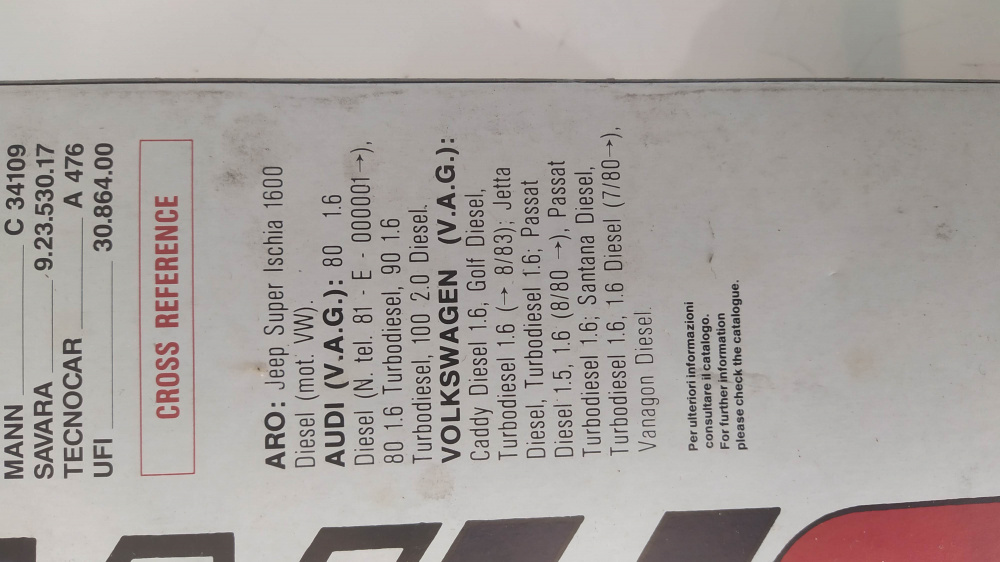 MANN C 34109
SAVARA 9.23.530.17
TECNOCAR A 476
UFI 30.864.00
CROSS REFERENCE
ARO: Jeep Super Ischia 1600
Diesel (mot. VW).
AUDI (V.A.G.): 80 1.6
Diesel (N. tel. 81 - E - 000001→),
80 1.6 Turbodiesel, 90 1.6
Turbodiesel, 100 2.0 Diesel.
VOLKSWAGEN (V.A.G.):
Caddy Diesel 1.6, Golf Diesel,
Turbodiesel 1.6 (→ 8/83); Jetta
Diesel, Turbodiesel 1.6; Passat
Diesel 1.5, 1.6 (8/80 →), Passat
Turbodiesel 1.6; Santana Diesel,
Turbodiesel 1.6, 1.6 Diesel (7/80→),
Vanagon Diesel.
Per ulteriori informazioni
consultare il catalogo.
For further information
please check the catalogue.